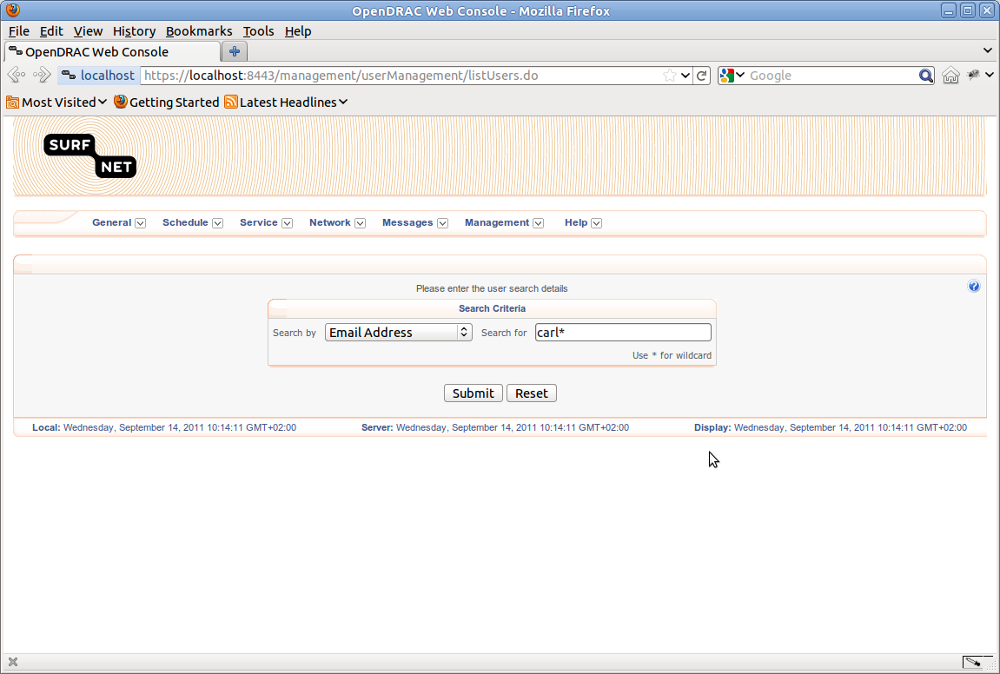 OpenDRAC Web Console - Mozilla Firefox
File Edit View History Bookmarks Tools Help
OpenDRAC Web Console
localhost https://localhost:8443/management/userManagement/listUsers.do Google
Most Visited Getting Started Latest Headlines
SURF
NET
General Schedule Service Network Messages Management Help
Please enter the user search details
?
Search Criteria
Search by Email Address Search for carl*
Use * for wildcard
Submit Reset
Local: Wednesday, September 14, 2011 10:14:11 GMT+02:00 Server: Wednesday, September 14, 2011 10:14:11 GMT+02:00 Display: Wednesday, September 14, 2011 10:14:11 GMT+02:00